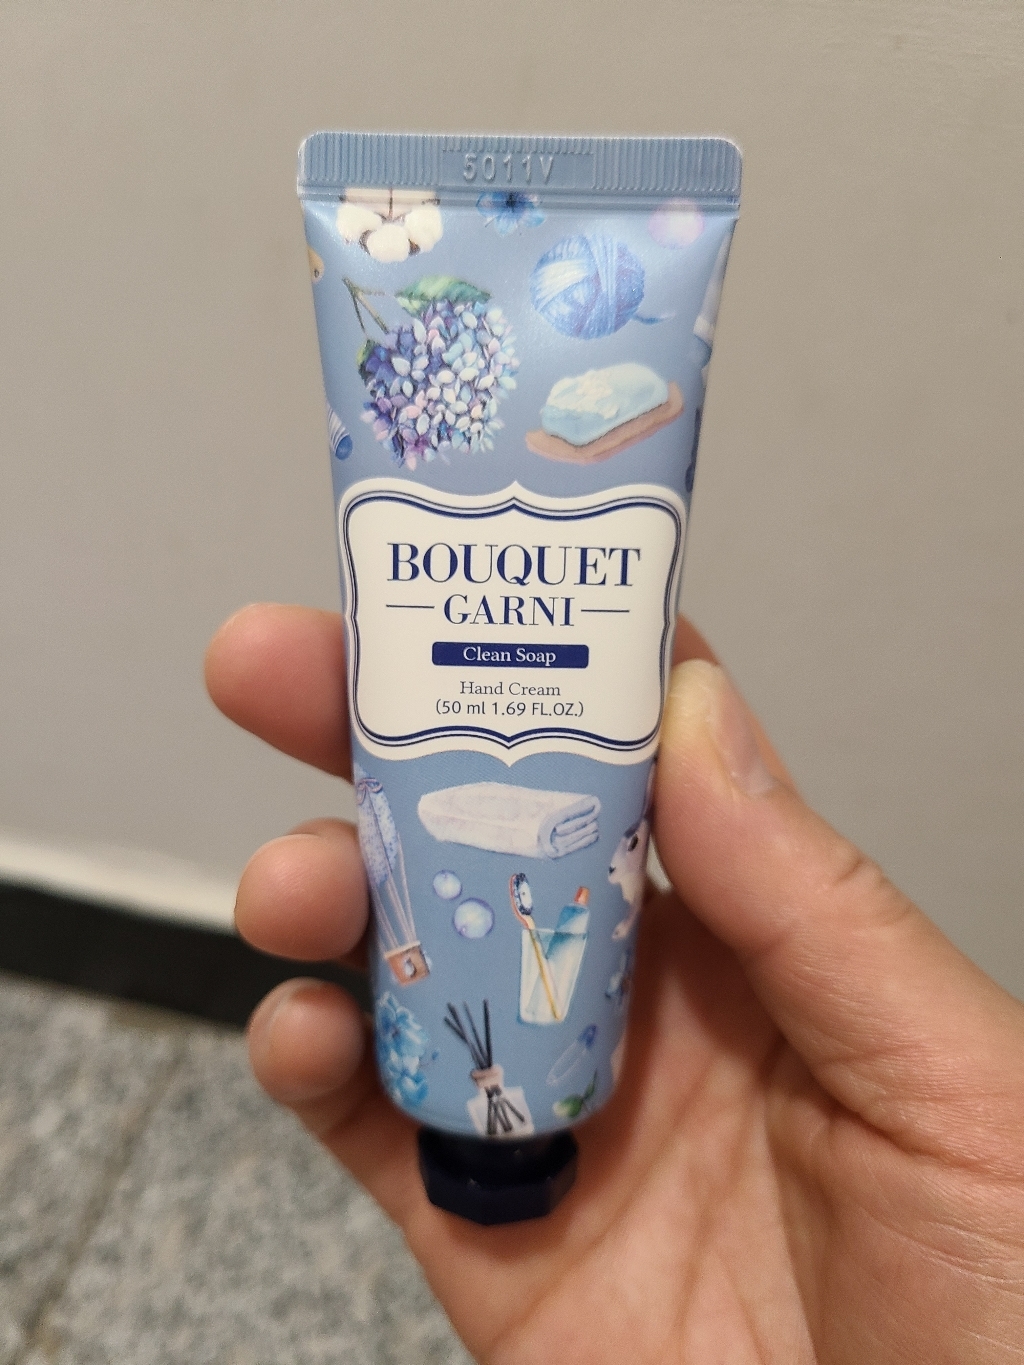 5011V
BOUQUET
GARNI
Clean Soap
Hand Cream
(50 ml 1.69 FL.OZ.)